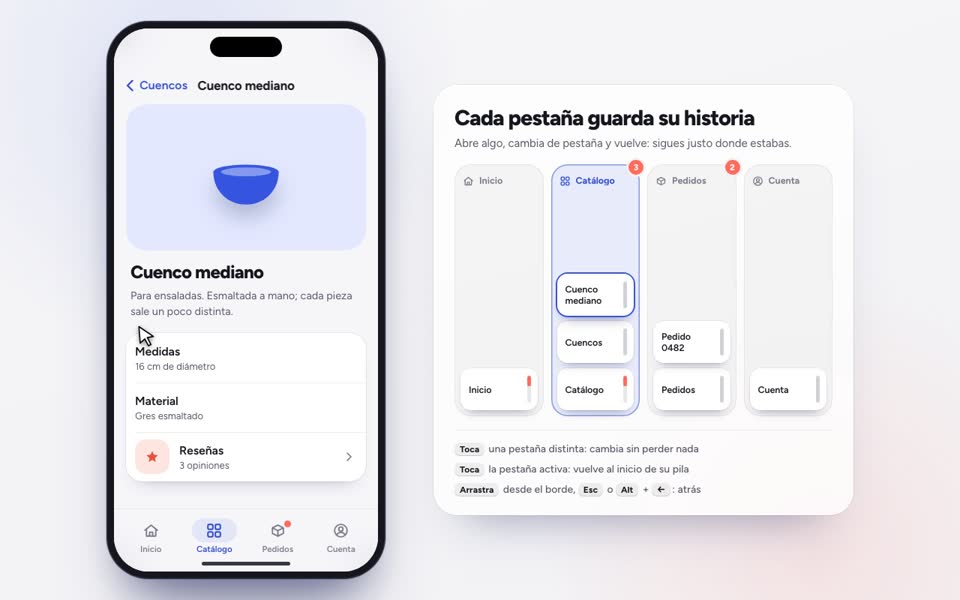 Cuencos Cuenco mediano
Cuenco mediano
Para ensaladas. Esmaltada a mano; cada pieza
sale un poco distinta.
Medidas
16 cm de diámetro
Material
Gres esmaltado
Reseñas
3 opiniones
Inicio Catálogo Pedidos Cuenta
Cada pestaña guarda su historia
Abre algo, cambia de pestaña y vuelve: sigues justo donde estabas.
3 2
Inicio Catálogo Pedidos Cuenta
Cuenco
mediano
Cuencos
Pedido
0482
Inicio Catálogo Pedidos Cuenta
Toca una pestaña distinta: cambia sin perder nada
Toca la pestaña activa: vuelve al inicio de su pila
Arrastra desde el borde, Esc o Alt + ← : atrás